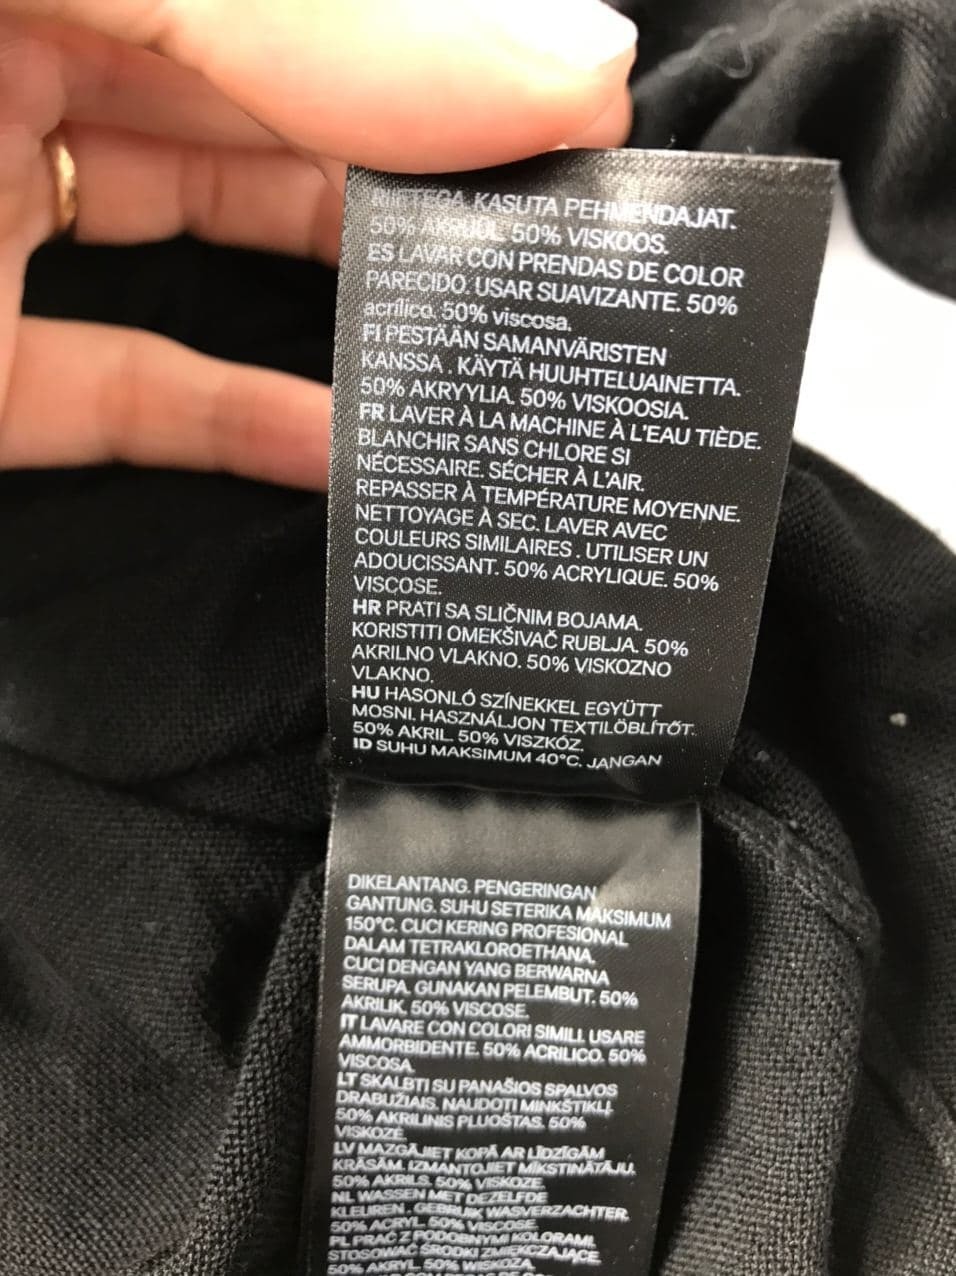 KASUTA PEHMENDAJAT.
50% AKRÜÜL. 50% VISKOOS.
ES LAVAR CON PRENDAS DE COLOR
PARECIDO. USAR SUAVIZANTE. 50%
acrílico. 50% viscosa.
FI PESTÄÄN SAMANVÄRISTEN
KANSSA . KÄYTÄ HUUHTELUAINETTA.
50% AKRYYLIA. 50% VISKOOSIA.
FR LAVER À LA MACHINE À L'EAU TIÈDE.
BLANCHIR SANS CHLORE SI
NÉCESSAIRE. SÉCHER À L'AIR.
REPASSER À TEMPÉRATURE MOYENNE.
NETTOYAGE À SEC. LAVER AVEC
COULEURS SIMILAIRES . UTILISER UN
ADOUCISSANT. 50% ACRYLIQUE. 50%
VISCOSE.
HR PRATI SA SLIČNIM BOJAMA.
KORISTITI OMEKŠIVAČ RUBLJA. 50%
AKRILNO VLAKNO. 50% VISKOZNO
VLAKNO.
HU HASONLÓ SZÍNEKKEL EGYÜTT
MOSNI. HASZNÁLJON TEXTILÖBLÍTŐT.
50% AKRIL. 50% VISZKÓZ.
ID SUHU MAKSIMUM 40°C. JANGAN
DIKELANTANG. PENGERINGAN
GANTUNG. SUHU SETERIKA MAKSIMUM
150°C. CUCI KERING PROFESIONAL
DALAM TETRAKLOROETHANA.
CUCI DENGAN YANG BERWARNA
SERUPA. GUNAKAN PELEMBUT. 50%
AKRILIK. 50% VISCOSE.
IT LAVARE CON COLORI SIMILI. USARE
AMMORBIDENTE. 50% ACRILICO. 50%
VISCOSA.
LT SKALBTI SU PANAŠIOS SPALVOS
DRABUŽIAIS. NAUDOTI MINKŠTIKLĮ.
50% AKRILINIS PLUOŠTAS. 50%
VISKOZĖ.
LV MAZGĀJIET KOPĀ AR LĪDZĪGĀM
KRĀSĀM. IZMANTOJIET MĪKSTINĀTĀJU.
50% AKRILS. 50% VISKOZE.
NL WASSEN MET DEZELFDE
KLEUREN . GEBRUIK WASVERZACHTER.
50% ACRYL. 50% VISCOSE.
PL PRAĆ Z PODOBNYMI KOLORAMI.
STOSOWAĆ ŚRODKI ZMIĘKCZAJĄCE.
50% AKRYL. 50% WISKOZA.